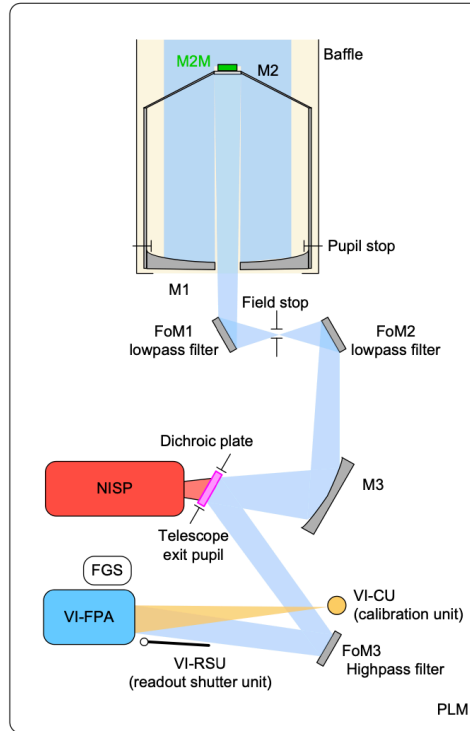 Baffle
M2M
M2
Pupil stop
M1
Field stop
FoM1
lowpass filter
FoM2
lowpass filter
Dichroic plate
NISP
M3
Telescope
exit pupil
FGS
VI-FPA
VI-CU
(calibration unit)
VI-RSU
(readout shutter unit)
FoM3
Highpass filter
PLM